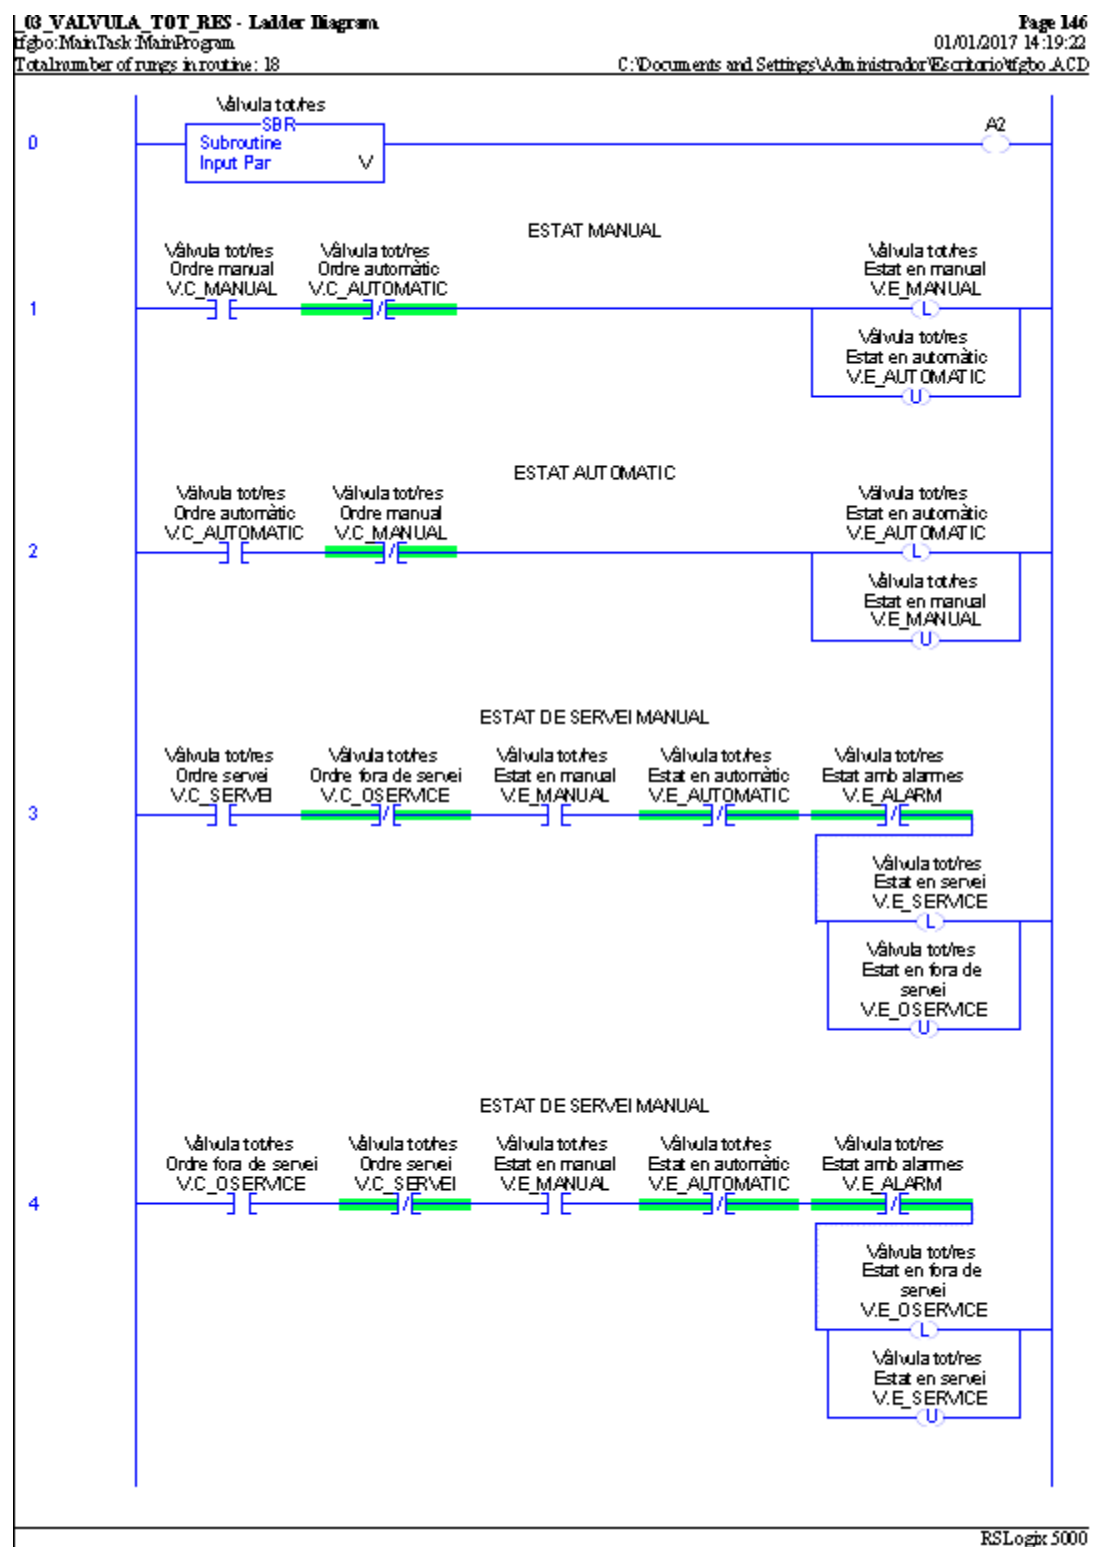 _03_VALVULA_TOT_RES - Ladder Diagram
Page 146
tfgbo:MainTask:MainProgram
01/01/2017 14:19:22
Total number of rungs in routine: 18
C:\Documents and Settings\Administrador\Escritorio\tfgbo.ACD
Vàlvula tot/res
SBR
Subroutine
Input Par V
A2
0
ESTAT MANUAL
Vàlvula tot/res
Ordre manual
V.C_MANUAL
Vàlvula tot/res
Ordre automàtic
V.C_AUTOMATIC
Vàlvula tot/res
Estat en manual
V.E_MANUAL
1
L
Vàlvula tot/res
Estat en automàtic
V.E_AUTOMATIC
U
ESTAT AUTOMATIC
Vàlvula tot/res
Ordre automàtic
V.C_AUTOMATIC
Vàlvula tot/res
Ordre manual
V.C_MANUAL
Vàlvula tot/res
Estat en automàtic
V.E_AUTOMATIC
2
L
Vàlvula tot/res
Estat en manual
V.E_MANUAL
U
ESTAT DE SERVEI MANUAL
Vàlvula tot/res
Ordre servei
V.C_SERVEI
Vàlvula tot/res
Ordre fora de servei
V.C_OSERVICE
Vàlvula tot/res
Estat en manual
V.E_MANUAL
Vàlvula tot/res
Estat en automàtic
V.E_AUTOMATIC
Vàlvula tot/res
Estat amb alarmes
V.E_ALARM
3
Vàlvula tot/res
Estat en servei
V.E_SERVICE
L
Vàlvula tot/res
Estat en fora de
servei
V.E_OSERVICE
U
ESTAT DE SERVEI MANUAL
Vàlvula tot/res
Ordre fora de servei
V.C_OSERVICE
Vàlvula tot/res
Ordre servei
V.C_SERVEI
Vàlvula tot/res
Estat en manual
V.E_MANUAL
Vàlvula tot/res
Estat en automàtic
V.E_AUTOMATIC
Vàlvula tot/res
Estat amb alarmes
V.E_ALARM
4
Vàlvula tot/res
Estat en fora de
servei
V.E_OSERVICE
L
Vàlvula tot/res
Estat en servei
V.E_SERVICE
U
RSLogix 5000